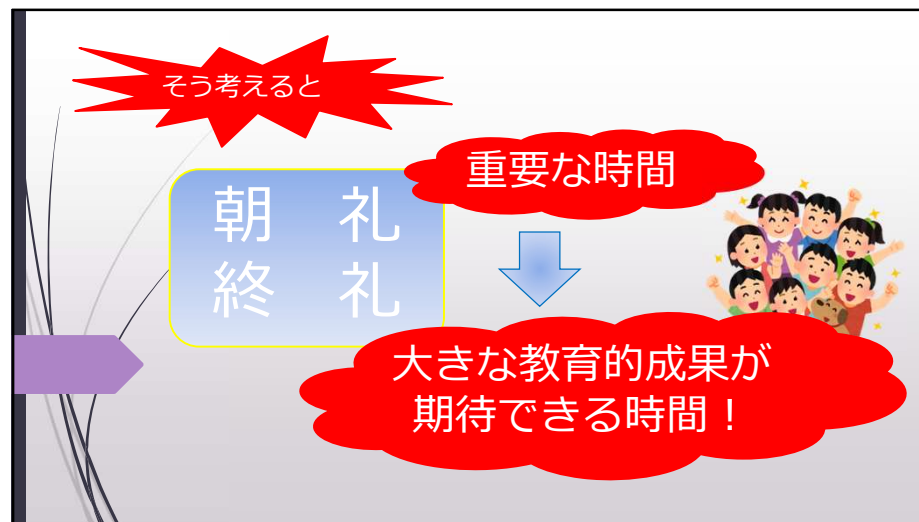 そう考えると
朝　礼
終　礼
重要な時間
大きな教育的成果が
期待できる時間！